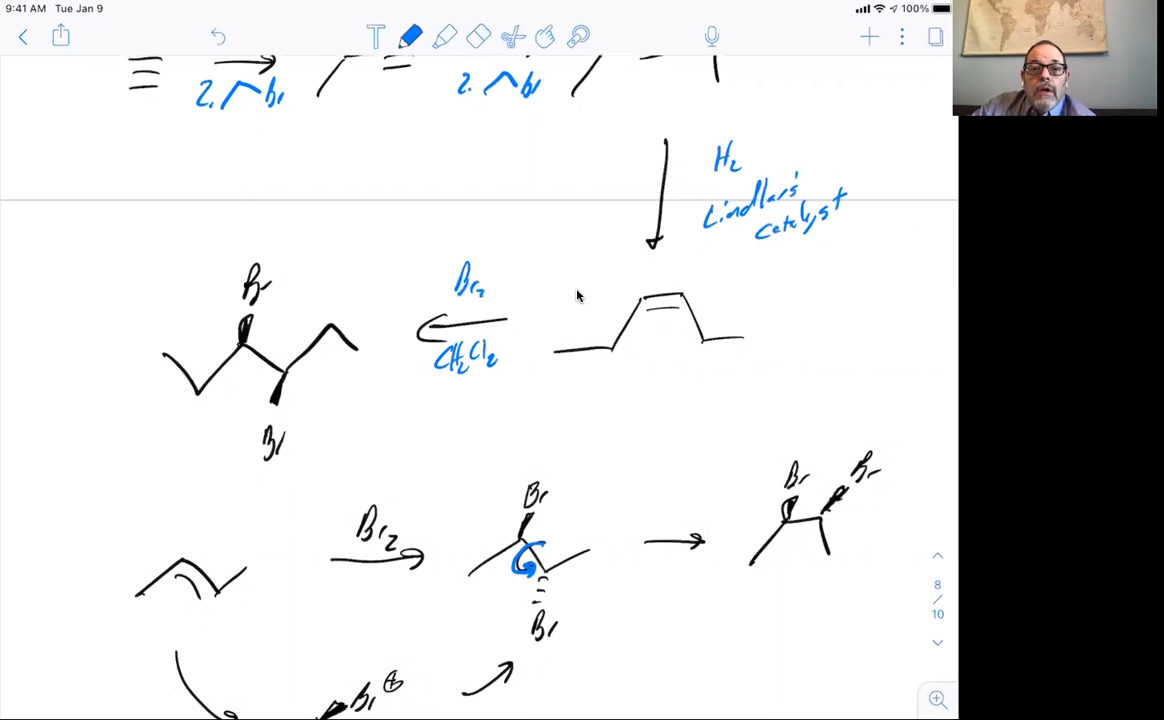 9:41 AM Tue Jan 9
100%
2. Br
2. Br
H2
Lindlar's
Catalyst
Br
Br2
CH2Cl2
Br
Br
Br
Br
Br2
Br
Br⊕
8
/
10